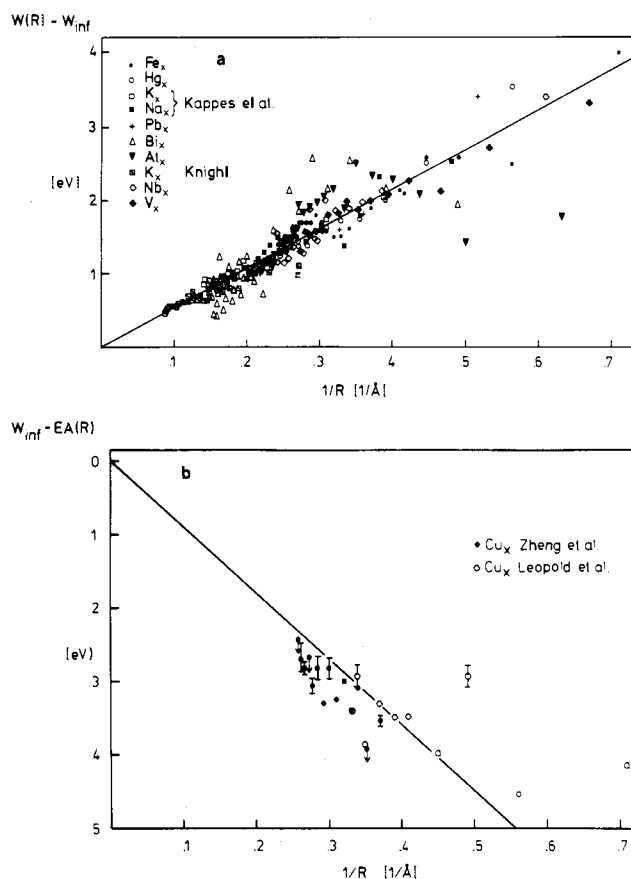 W(R) - W_inf
a
4
3
[eV]
2
1
Fe_x
Hg_x
K_x
Na_x } Kappes et al.
Pb_x
Bi_x
Al_x
K_x Knight
Nb_x
V_x
.1 .2 .3 .4 .5 .6 .7
1/R [1/Å]
W_inf - EA(R)
b
0
1
2
[eV]
3
4
5
Cu_x Zheng et al.
Cu_x Leopold et al.
.1 .2 .3 .4 .5 .6 .7
1/R [1/Å]